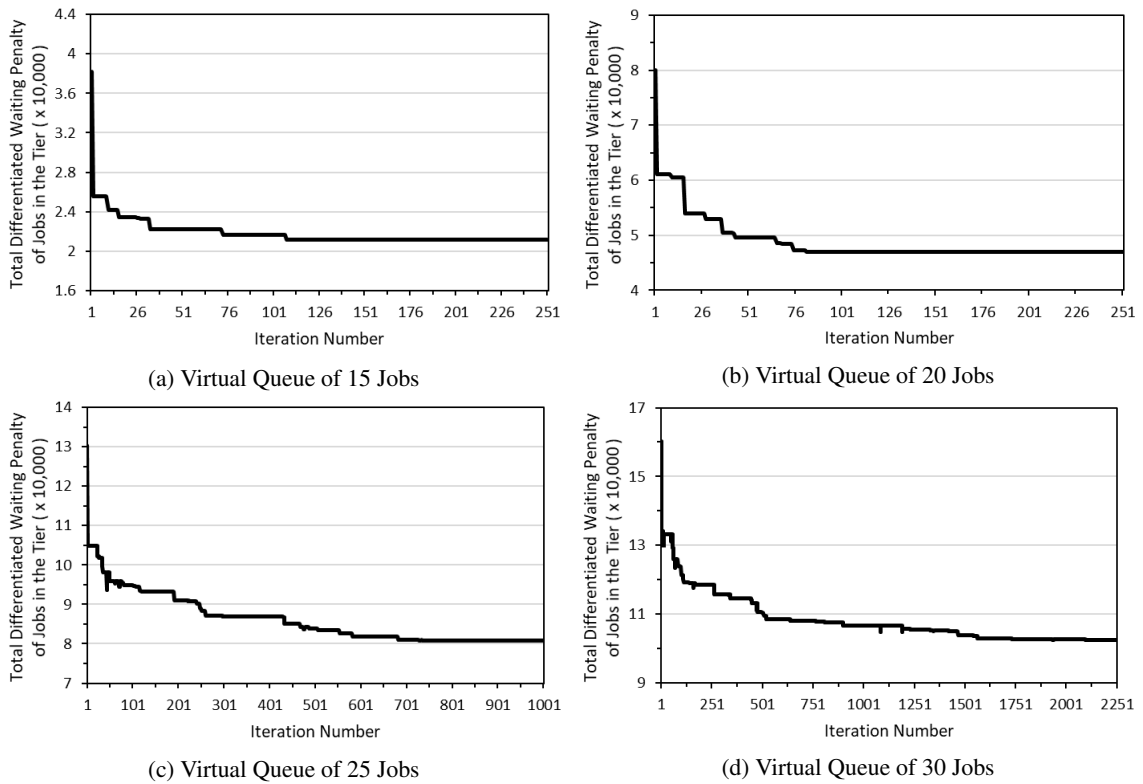 Total Differentiated Waiting Penalty
of Jobs in the Tier ( x 10,000 )
4.4
4
3.6
3.2
2.8
2.4
2
1.6
1 26 51 76 101 126 151 176 201 226 251
Iteration Number
(a) Virtual Queue of 15 Jobs
Total Differentiated Waiting Penalty
of Jobs in the Tier ( x 10,000 )
9
8
7
6
5
4
1 26 51 76 101 126 151 176 201 226 251
Iteration Number
(b) Virtual Queue of 20 Jobs
Total Differentiated Waiting Penalty
of Jobs in the Tier ( x 10,000 )
14
13
12
11
10
9
8
7
1 101 201 301 401 501 601 701 801 901 1001
Iteration Number
(c) Virtual Queue of 25 Jobs
Total Differentiated Waiting Penalty
of Jobs in the Tier ( x 10,000 )
17
15
13
11
9
1 251 501 751 1001 1251 1501 1751 2001 2251
Iteration Number
(d) Virtual Queue of 30 Jobs